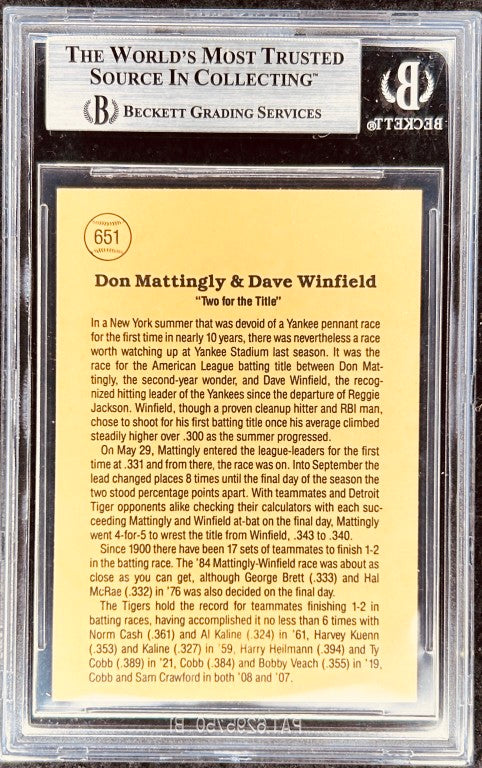 THE WORLD'S MOST TRUSTED
SOURCE IN COLLECTING™
B BECKETT GRADING SERVICES
B
BECKETT®
651
Don Mattingly & Dave Winfield
"Two for the Title"
In a New York summer that was devoid of a Yankee pennant race
for the first time in nearly 10 years, there was nevertheless a race
worth watching up at Yankee Stadium last season. It was the
race for the American League batting title between Don Mat-
tingly, the second-year wonder, and Dave Winfield, the recog-
nized hitting leader of the Yankees since the departure of Reggie
Jackson. Winfield, though a proven cleanup hitter and RBI man,
chose to shoot for his first batting title once his average climbed
steadily higher over .300 as the summer progressed.
On May 29, Mattingly entered the league-leaders for the first
time at .331 and from there, the race was on. Into September the
lead changed places 8 times until the final day of the season the
two stood percentage points apart. With teammates and Detroit
Tiger opponents alike checking their calculators with each suc-
ceeding Mattingly and Winfield at-bat on the final day, Mattingly
went 4-for-5 to wrest the title from Winfield, .343 to .340.
Since 1900 there have been 17 sets of teammates to finish 1-2
in the batting race. The '84 Mattingly-Winfield race was about as
close as you can get, although George Brett (.333) and Hal
McRae (.332) in '76 was also decided on the final day.
The Tigers hold the record for teammates finishing 1-2 in
batting races, having accomplished it no less than 6 times with
Norm Cash (.361) and Al Kaline (.324) in '61, Harvey Kuenn
(.353) and Kaline (.327) in '59, Harry Heilmann (.394) and Ty
Cobb (.389) in '21, Cobb (.384) and Bobby Veach (.355) in '19,
Cobb and Sam Crawford in both '08 and '07.